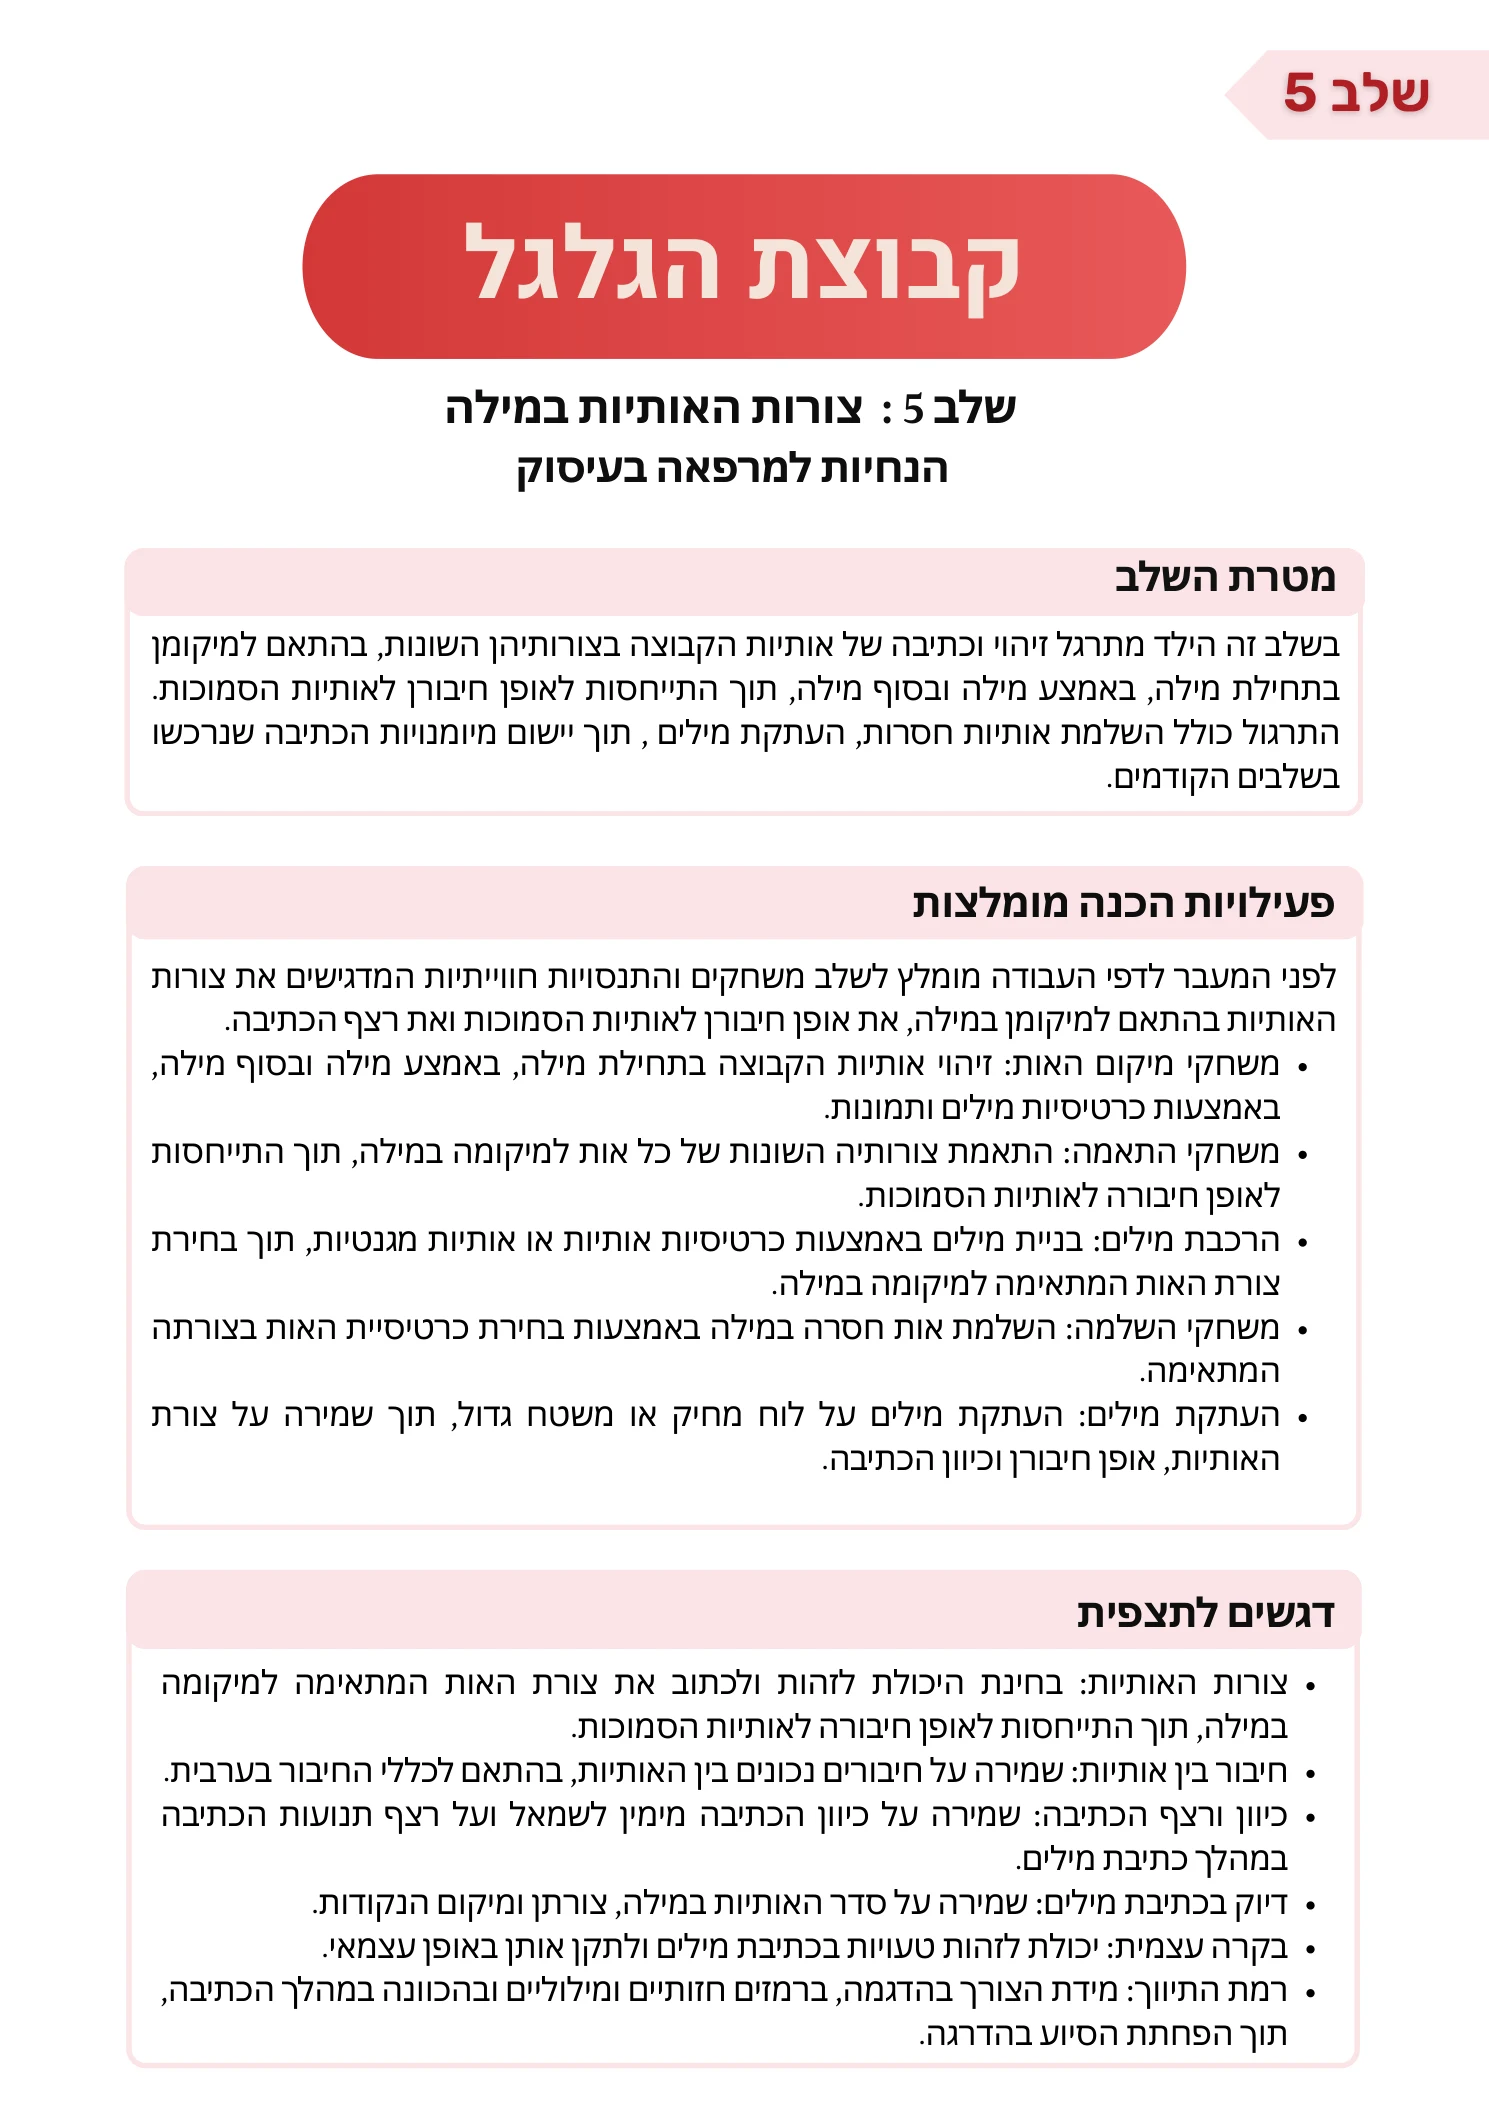 שלב 5
קבוצת הגלגל
שלב 5 : צורות האותיות במילה
הנחיות למרפאה בעיסוק
מטרת השלב
בשלב זה הילד מתרגל זיהוי וכתיבה של אותיות הקבוצה בצורותיהן השונות, בהתאם למיקומן
בתחילת מילה, באמצע מילה ובסוף מילה, תוך התייחסות לאופן חיבורן לאותיות הסמוכות.
התרגול כולל השלמת אותיות חסרות, העתקת מילים , תוך יישום מיומנויות הכתיבה שנרכשו
בשלבים הקודמים.
פעילויות הכנה מומלצות
לפני המעבר לדפי העבודה מומלץ לשלב משחקים והתנסויות חווייתיות המדגישים את צורות
האותיות בהתאם למיקומן במילה, את אופן חיבורן לאותיות הסמוכות ואת רצף הכתיבה.
• משחקי מיקום האות: זיהוי אותיות הקבוצה בתחילת מילה, באמצע מילה ובסוף מילה,
באמצעות כרטיסיות מילים ותמונות.
• משחקי התאמה: התאמת צורותיה השונות של כל אות למיקומה במילה, תוך התייחסות
לאופן חיבורה לאותיות הסמוכות.
• הרכבת מילים: בניית מילים באמצעות כרטיסיות אותיות או אותיות מגנטיות, תוך בחירת
צורת האות המתאימה למיקומה במילה.
• משחקי השלמה: השלמת אות חסרה במילה באמצעות בחירת כרטיסיית האות בצורתה
המתאימה.
• העתקת מילים: העתקת מילים על לוח מחיק או משטח גדול, תוך שמירה על צורת
האותיות, אופן חיבורן וכיוון הכתיבה.
דגשים לתצפית
• צורות האותיות: בחינת היכולת לזהות ולכתוב את צורת האות המתאימה למיקומה
במילה, תוך התייחסות לאופן חיבורה לאותיות הסמוכות.
• חיבור בין אותיות: שמירה על חיבורים נכונים בין האותיות, בהתאם לכללי החיבור בערבית.
• כיוון ורצף הכתיבה: שמירה על כיוון הכתיבה מימין לשמאל ועל רצף תנועות הכתיבה
במהלך כתיבת מילים.
• דיוק בכתיבת מילים: שמירה על סדר האותיות במילה, צורתן ומיקום הנקודות.
• בקרה עצמית: יכולת לזהות טעויות בכתיבת מילים ולתקן אותן באופן עצמאי.
• רמת התיווך: מידת הצורך בהדגמה, ברמזים חזותיים ומילוליים ובהכוונה במהלך הכתיבה,
תוך הפחתת הסיוע בהדרגה.